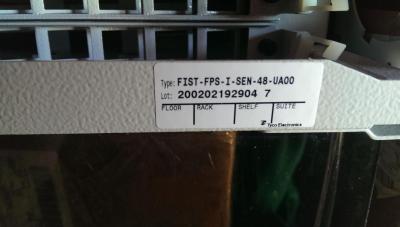 Type: FIST-FPS-I-SEN-48-UA00
Lot: 200202192904 7
FLOOR RACK SHELF SUITE
Tyco Electronics